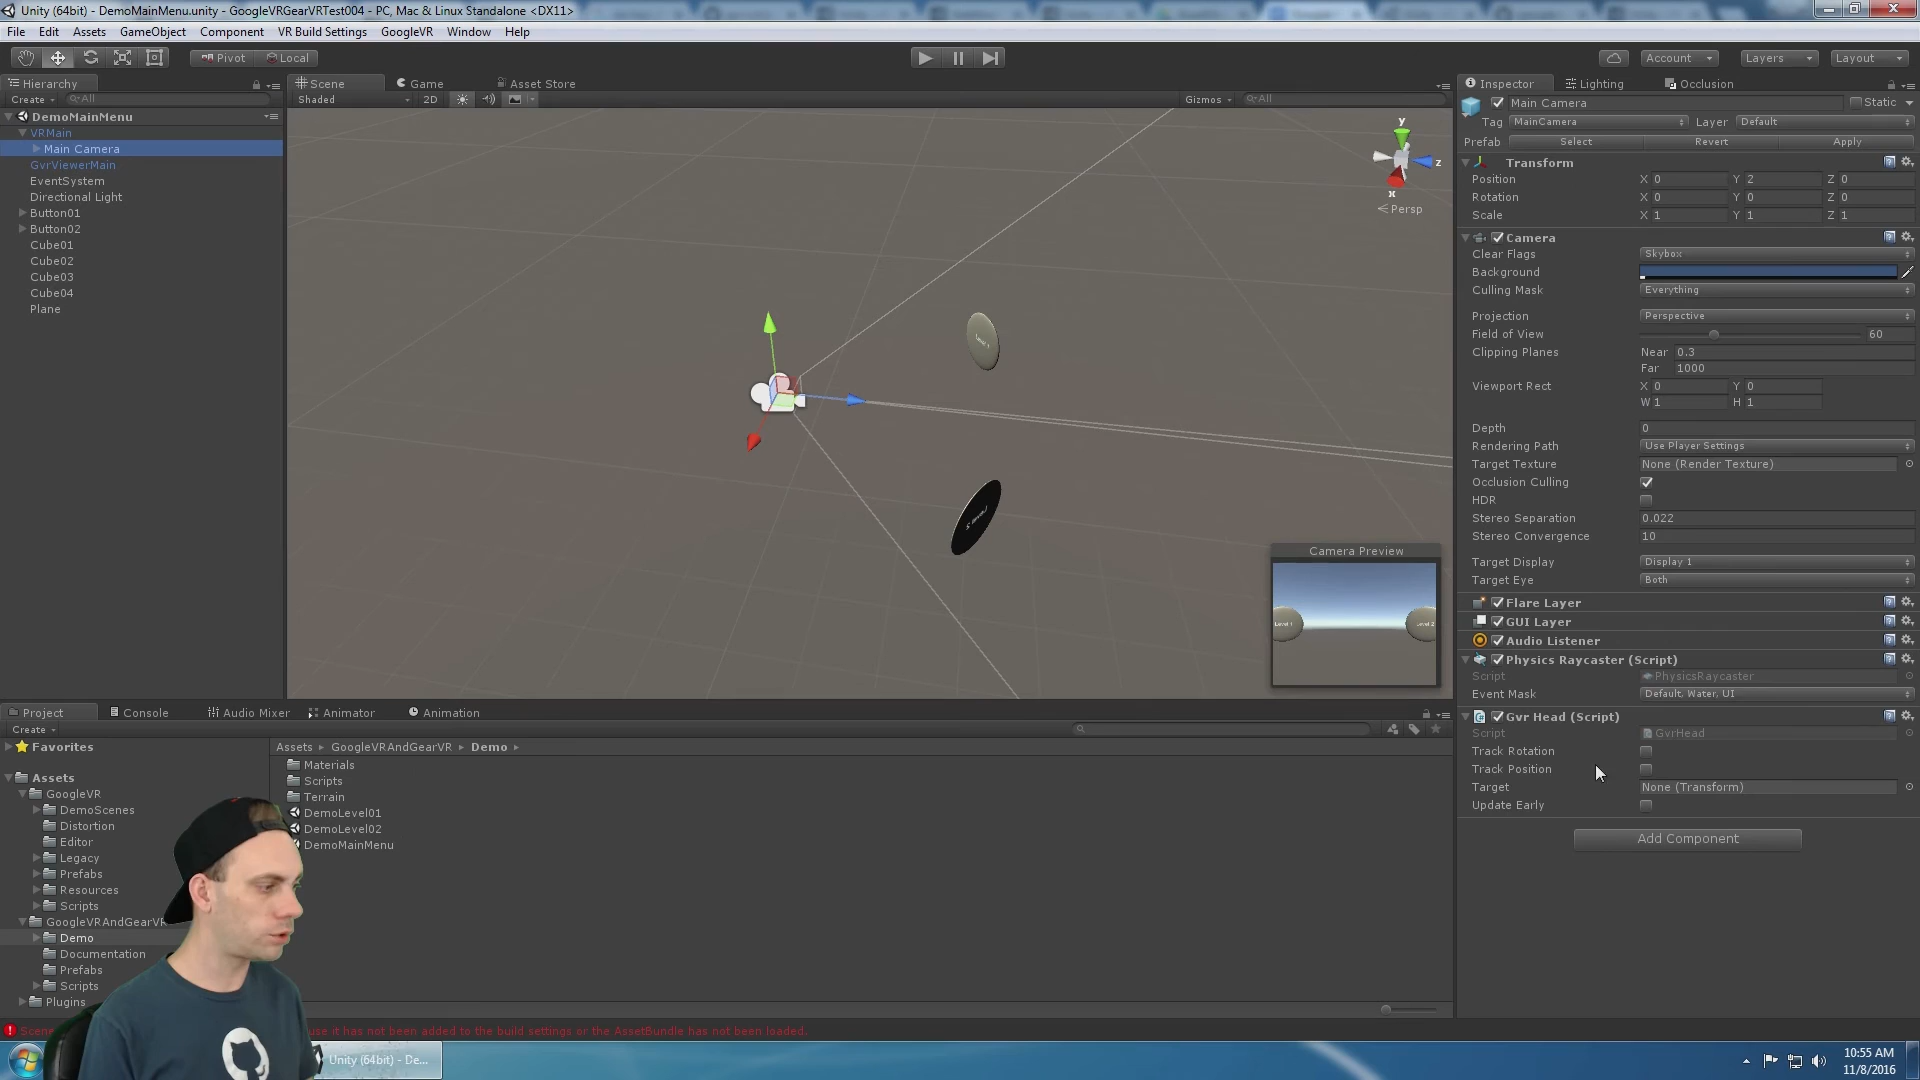 Unity (64bit) - DemoMainMenu.unity - GoogleVRGearVRTest004 - PC, Mac & Linux Standalone <DX11>
File Edit Assets GameObject Component VR Build Settings GoogleVR Window Help
Pivot Local Account Layers Layout
Hierarchy
Create All
DemoMainMenu
VRMain
Main Camera
GvrViewerMain
EventSystem
Directional Light
Button01
Button02
Cube01
Cube02
Cube03
Cube04
Plane
Scene Game Asset Store
Shaded 2D Gizmos All
y
z
x
Persp
Level 1
Level 2
Camera Preview
Level 1 Level 2
Inspector Lighting Occlusion
Main Camera Static
Tag MainCamera Layer Default
Prefab Select Revert Apply
Transform
Position X 0 Y 2 Z 0
Rotation X 0 Y 0 Z 0
Scale X 1 Y 1 Z 1
Camera
Clear Flags Skybox
Background
Culling Mask Everything
Projection Perspective
Field of View 60
Clipping Planes Near 0.3
Far 1000
Viewport Rect X 0 Y 0
W 1 H 1
Depth 0
Rendering Path Use Player Settings
Target Texture None (Render Texture)
Occlusion Culling
HDR
Stereo Separation 0.022
Stereo Convergence 10
Target Display Display 1
Target Eye Both
Flare Layer
GUI Layer
Audio Listener
Physics Raycaster (Script)
Script PhysicsRaycaster
Event Mask Default, Water, UI
Gvr Head (Script)
Script GvrHead
Track Rotation
Track Position
Target None (Transform)
Update Early
Add Component
Project Console Audio Mixer Animator Animation
Create
Favorites
Assets
GoogleVR
DemoScenes
Distortion
Editor
Legacy
Prefabs
Resources
Scripts
GoogleVRAndGearVR
Demo
Documentation
Prefabs
Scripts
Plugins
Assets GoogleVRAndGearVR Demo
Materials
Scripts
Terrain
DemoLevel01
DemoLevel02
DemoMainMenu
Scene use it has not been added to the build settings or the AssetBundle has not been loaded.
Unity (64bit) - De...
10:55 AM
11/8/2016